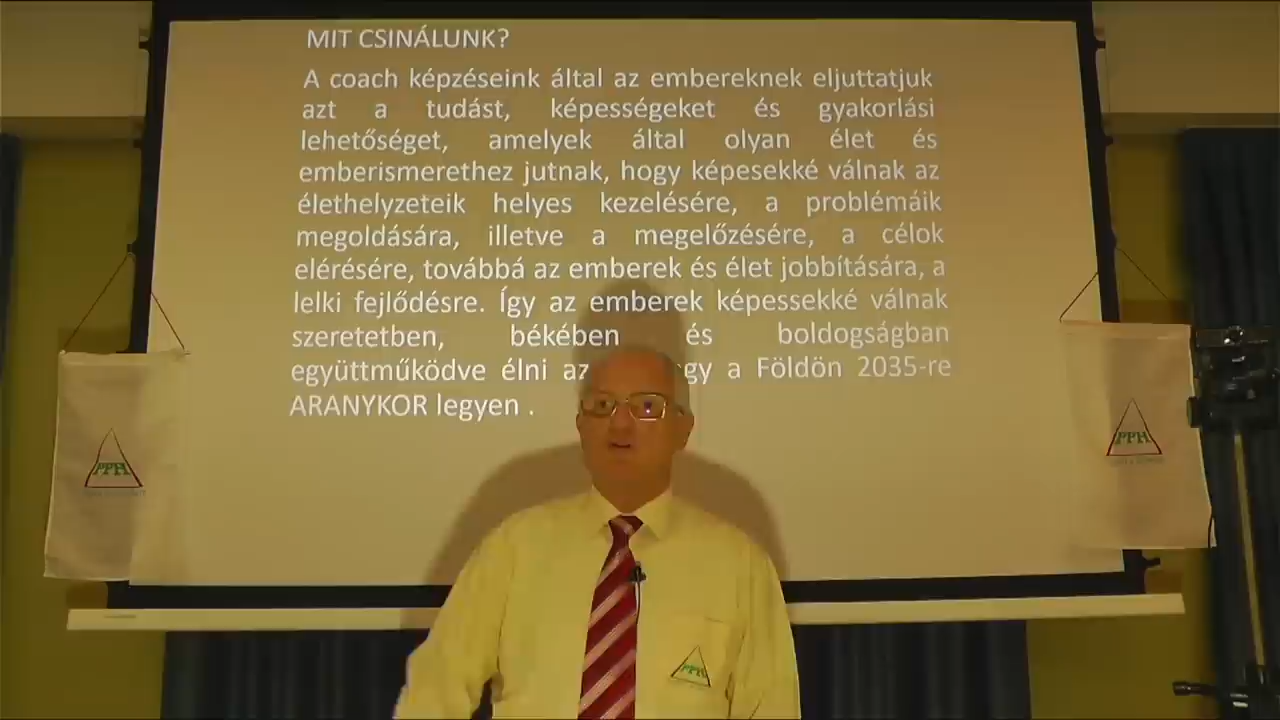 MIT CSINÁLUNK?
A coach képzéseink által az embereknek eljuttatjuk
azt a tudást, képességeket és gyakorlási
lehetőséget, amelyek által olyan élet és
emberismerethez jutnak, hogy képesekké válnak az
élethelyzeteik helyes kezelésére, a problémáik
megoldására, illetve a megelőzésére, a célok
elérésére, továbbá az emberek és élet jobbítására, a
lelki fejlődésre. Így az emberek képessekké válnak
szeretetben, békében és boldogságban
együttműködve élni a Földön 2035-re
ARANYKOR legyen .
PPH
PPH
PPH